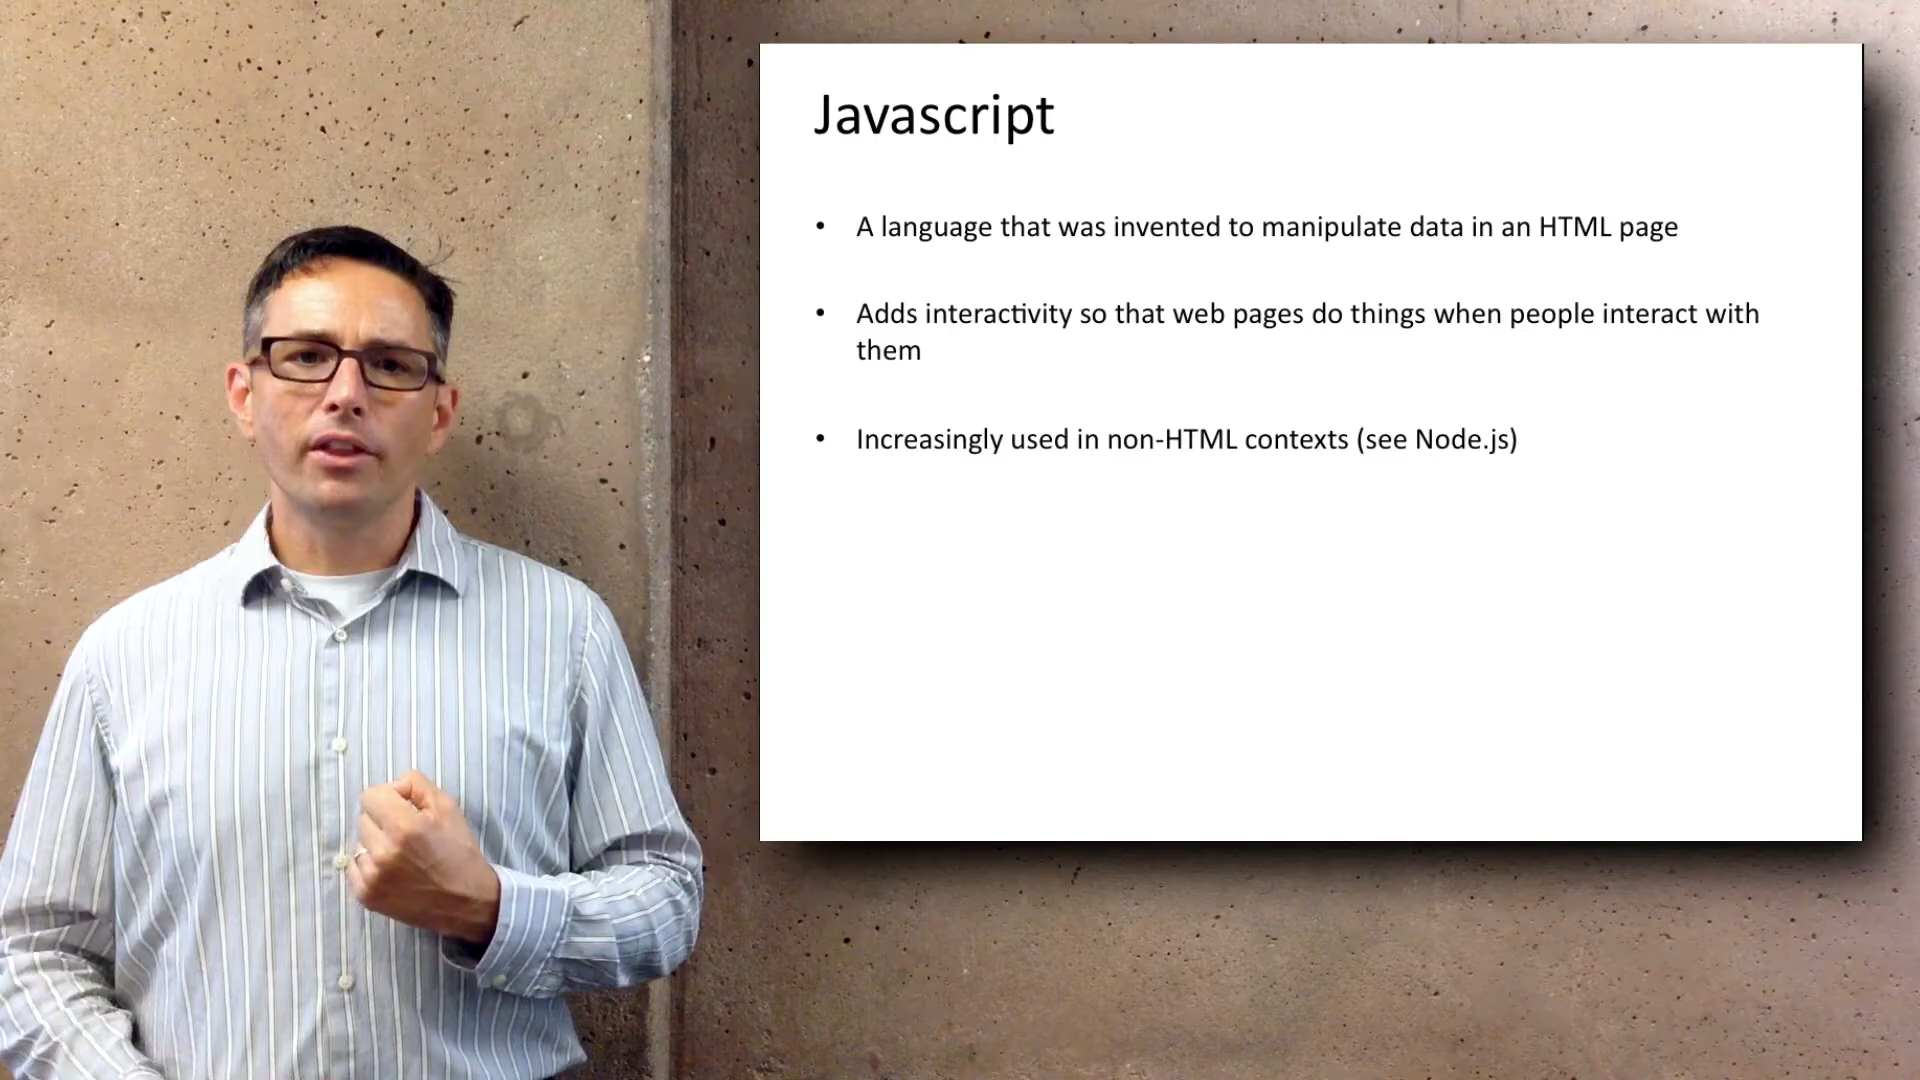 Javascript
• A language that was invented to manipulate data in an HTML page
• Adds interactivity so that web pages do things when people interact with
them
• Increasingly used in non-HTML contexts (see Node.js)